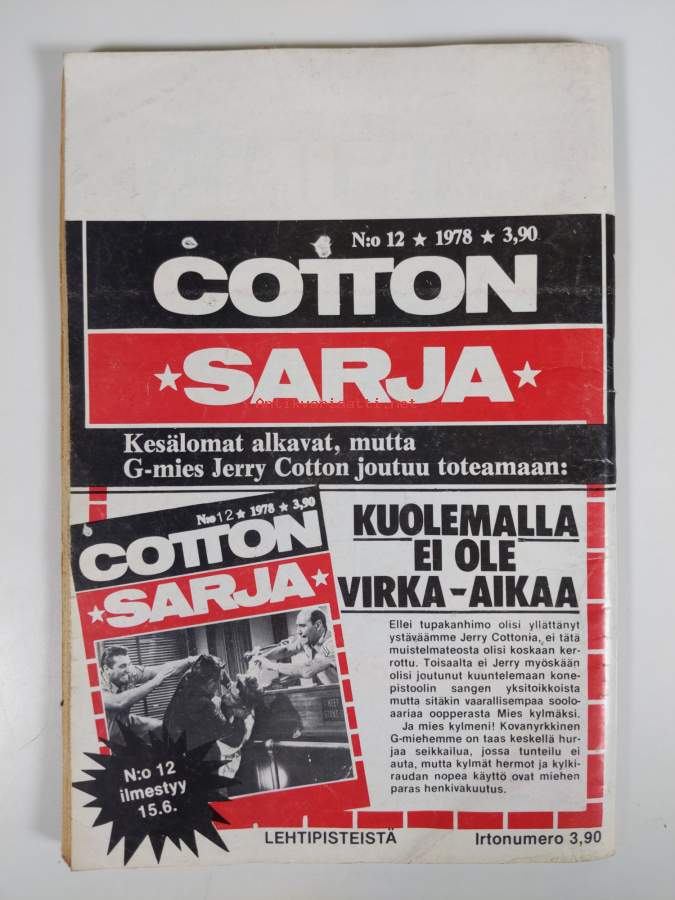 N:o 12 ★ 1978 ★ 3,90
COTTON
★SARJA★
Antikvariaatti.net
Kesälomat alkavat, mutta
G-mies Jerry Cotton joutuu toteamaan:
N:o 12 ★ 1978 ★ 3,90
COTTON
★SARJA★
KUOLEMALLA
EI OLE
VIRKA-AIKAA
Ellei tupakanhimo olisi yllättänyt
ystäväämme Jerry Cottonia, ei tätä
muistelmateosta olisi koskaan ker-
rottu. Toisaalta ei Jerry myöskään
olisi joutunut kuuntelemaan kone-
pistoolin sangen yksitoikkoista
mutta sitäkin vaarallisempaa soolo-
aariaa oopperasta Mies kylmäksi.
Ja mies kylmeni! Kovanyrkkinen
G-miehemme on taas keskellä hur-
jaa seikkailua, jossa tunteilu ei
auta, mutta kylmät hermot ja kylki-
raudan nopea käyttö ovat miehen
paras henkivakuutus.
N:o 12
ilmestyy
15.6.
LEHTIPISTEISTÄ
Irtonumero 3,90